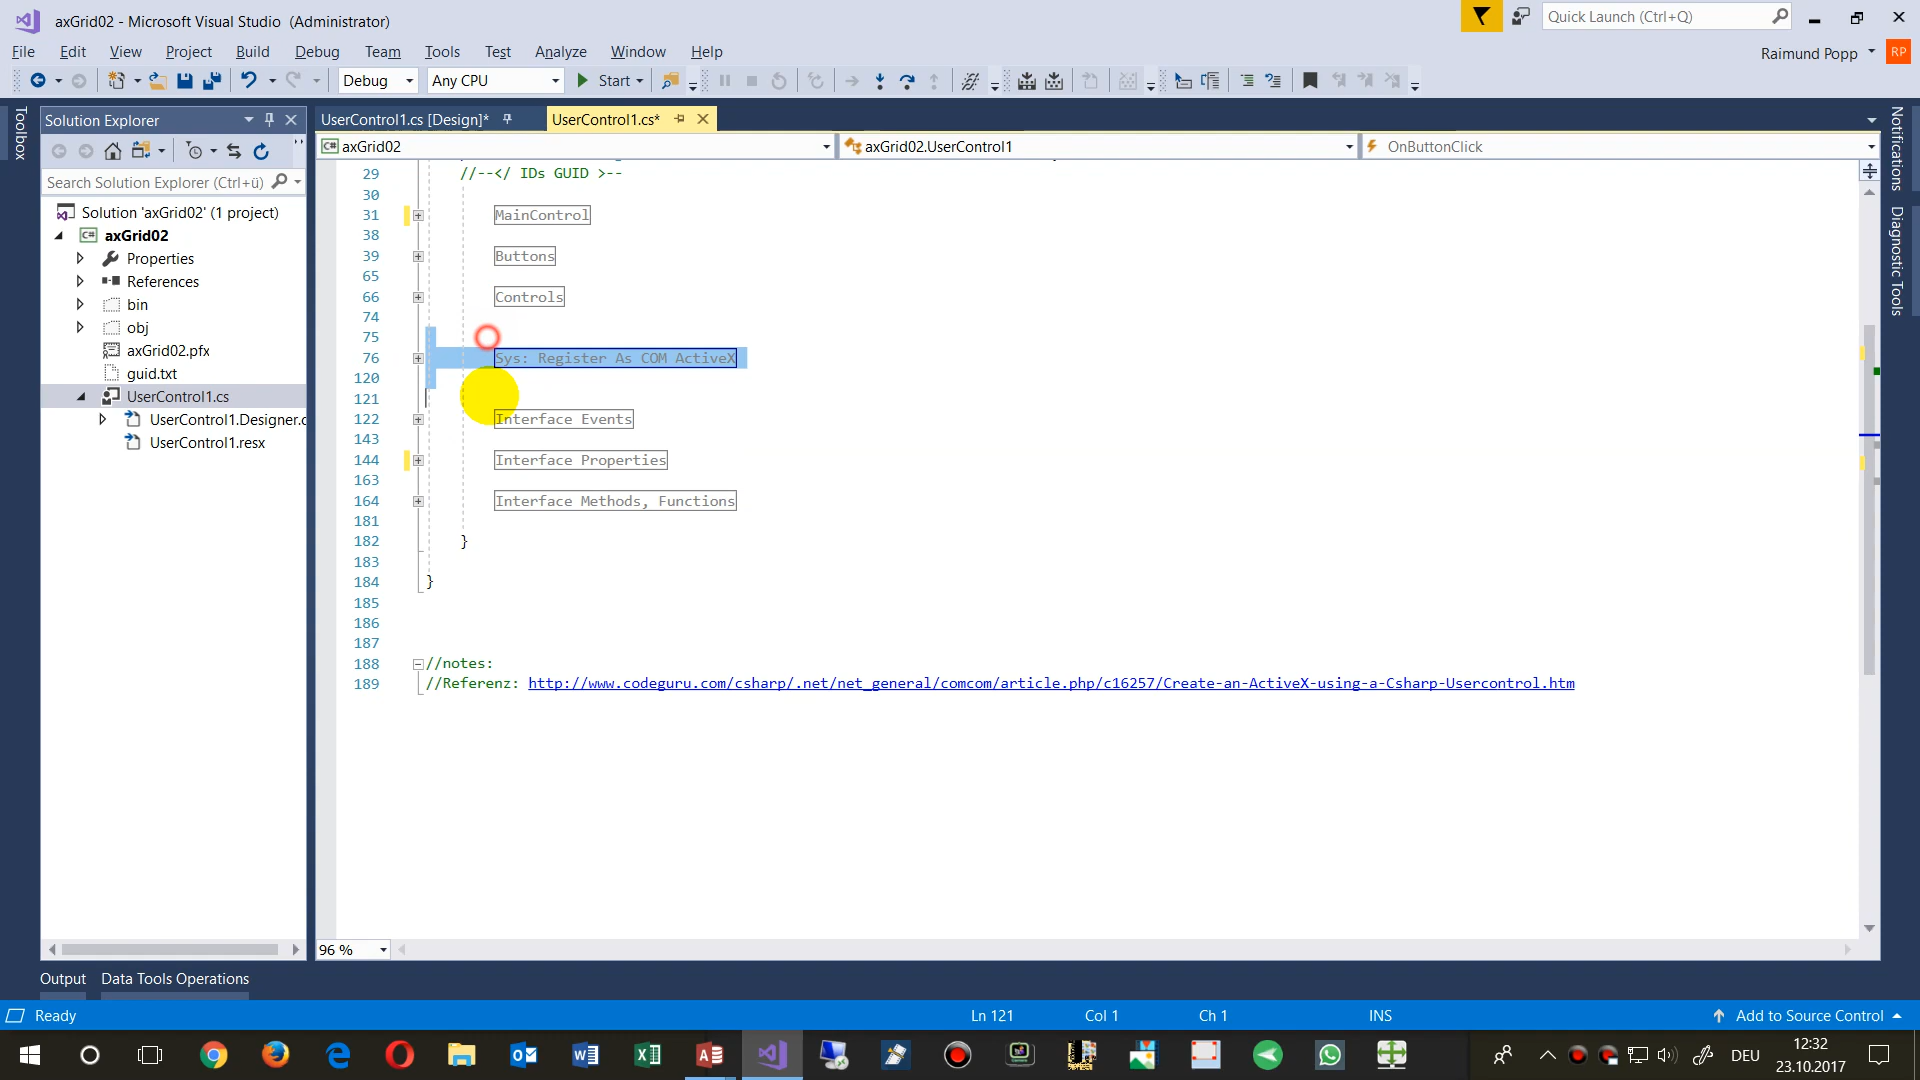 axGrid02 - Microsoft Visual Studio (Administrator)
Quick Launch (Ctrl+Q)
File Edit View Project Build Debug Team Tools Test Analyze Window Help
Raimund Popp RP
Debug Any CPU Start
Toolbox
Solution Explorer
UserControl1.cs [Design]*
UserControl1.cs*
axGrid02
axGrid02.UserControl1
OnButtonClick
Search Solution Explorer (Ctrl+ü)
Solution 'axGrid02' (1 project)
axGrid02
Properties
References
bin
obj
axGrid02.pfx
guid.txt
UserControl1.cs
UserControl1.Designer.c
UserControl1.resx
29 //--</ IDs GUID >--
30
31 MainControl
38
39 Buttons
65
66 Controls
74
75
76 Sys: Register As COM ActiveX
120
121
122 Interface Events
143
144 Interface Properties
163
164 Interface Methods, Functions
181
182 }
183
184 }
185
186
187
188 //notes:
189 //Referenz: http://www.codeguru.com/csharp/.net/net_general/comcom/article.php/c16257/Create-an-ActiveX-using-a-Csharp-Usercontrol.htm
Notifications
Diagnostic Tools
96 %
Output Data Tools Operations
Ready
Ln 121 Col 1 Ch 1 INS
Add to Source Control
DEU
12:32
23.10.2017